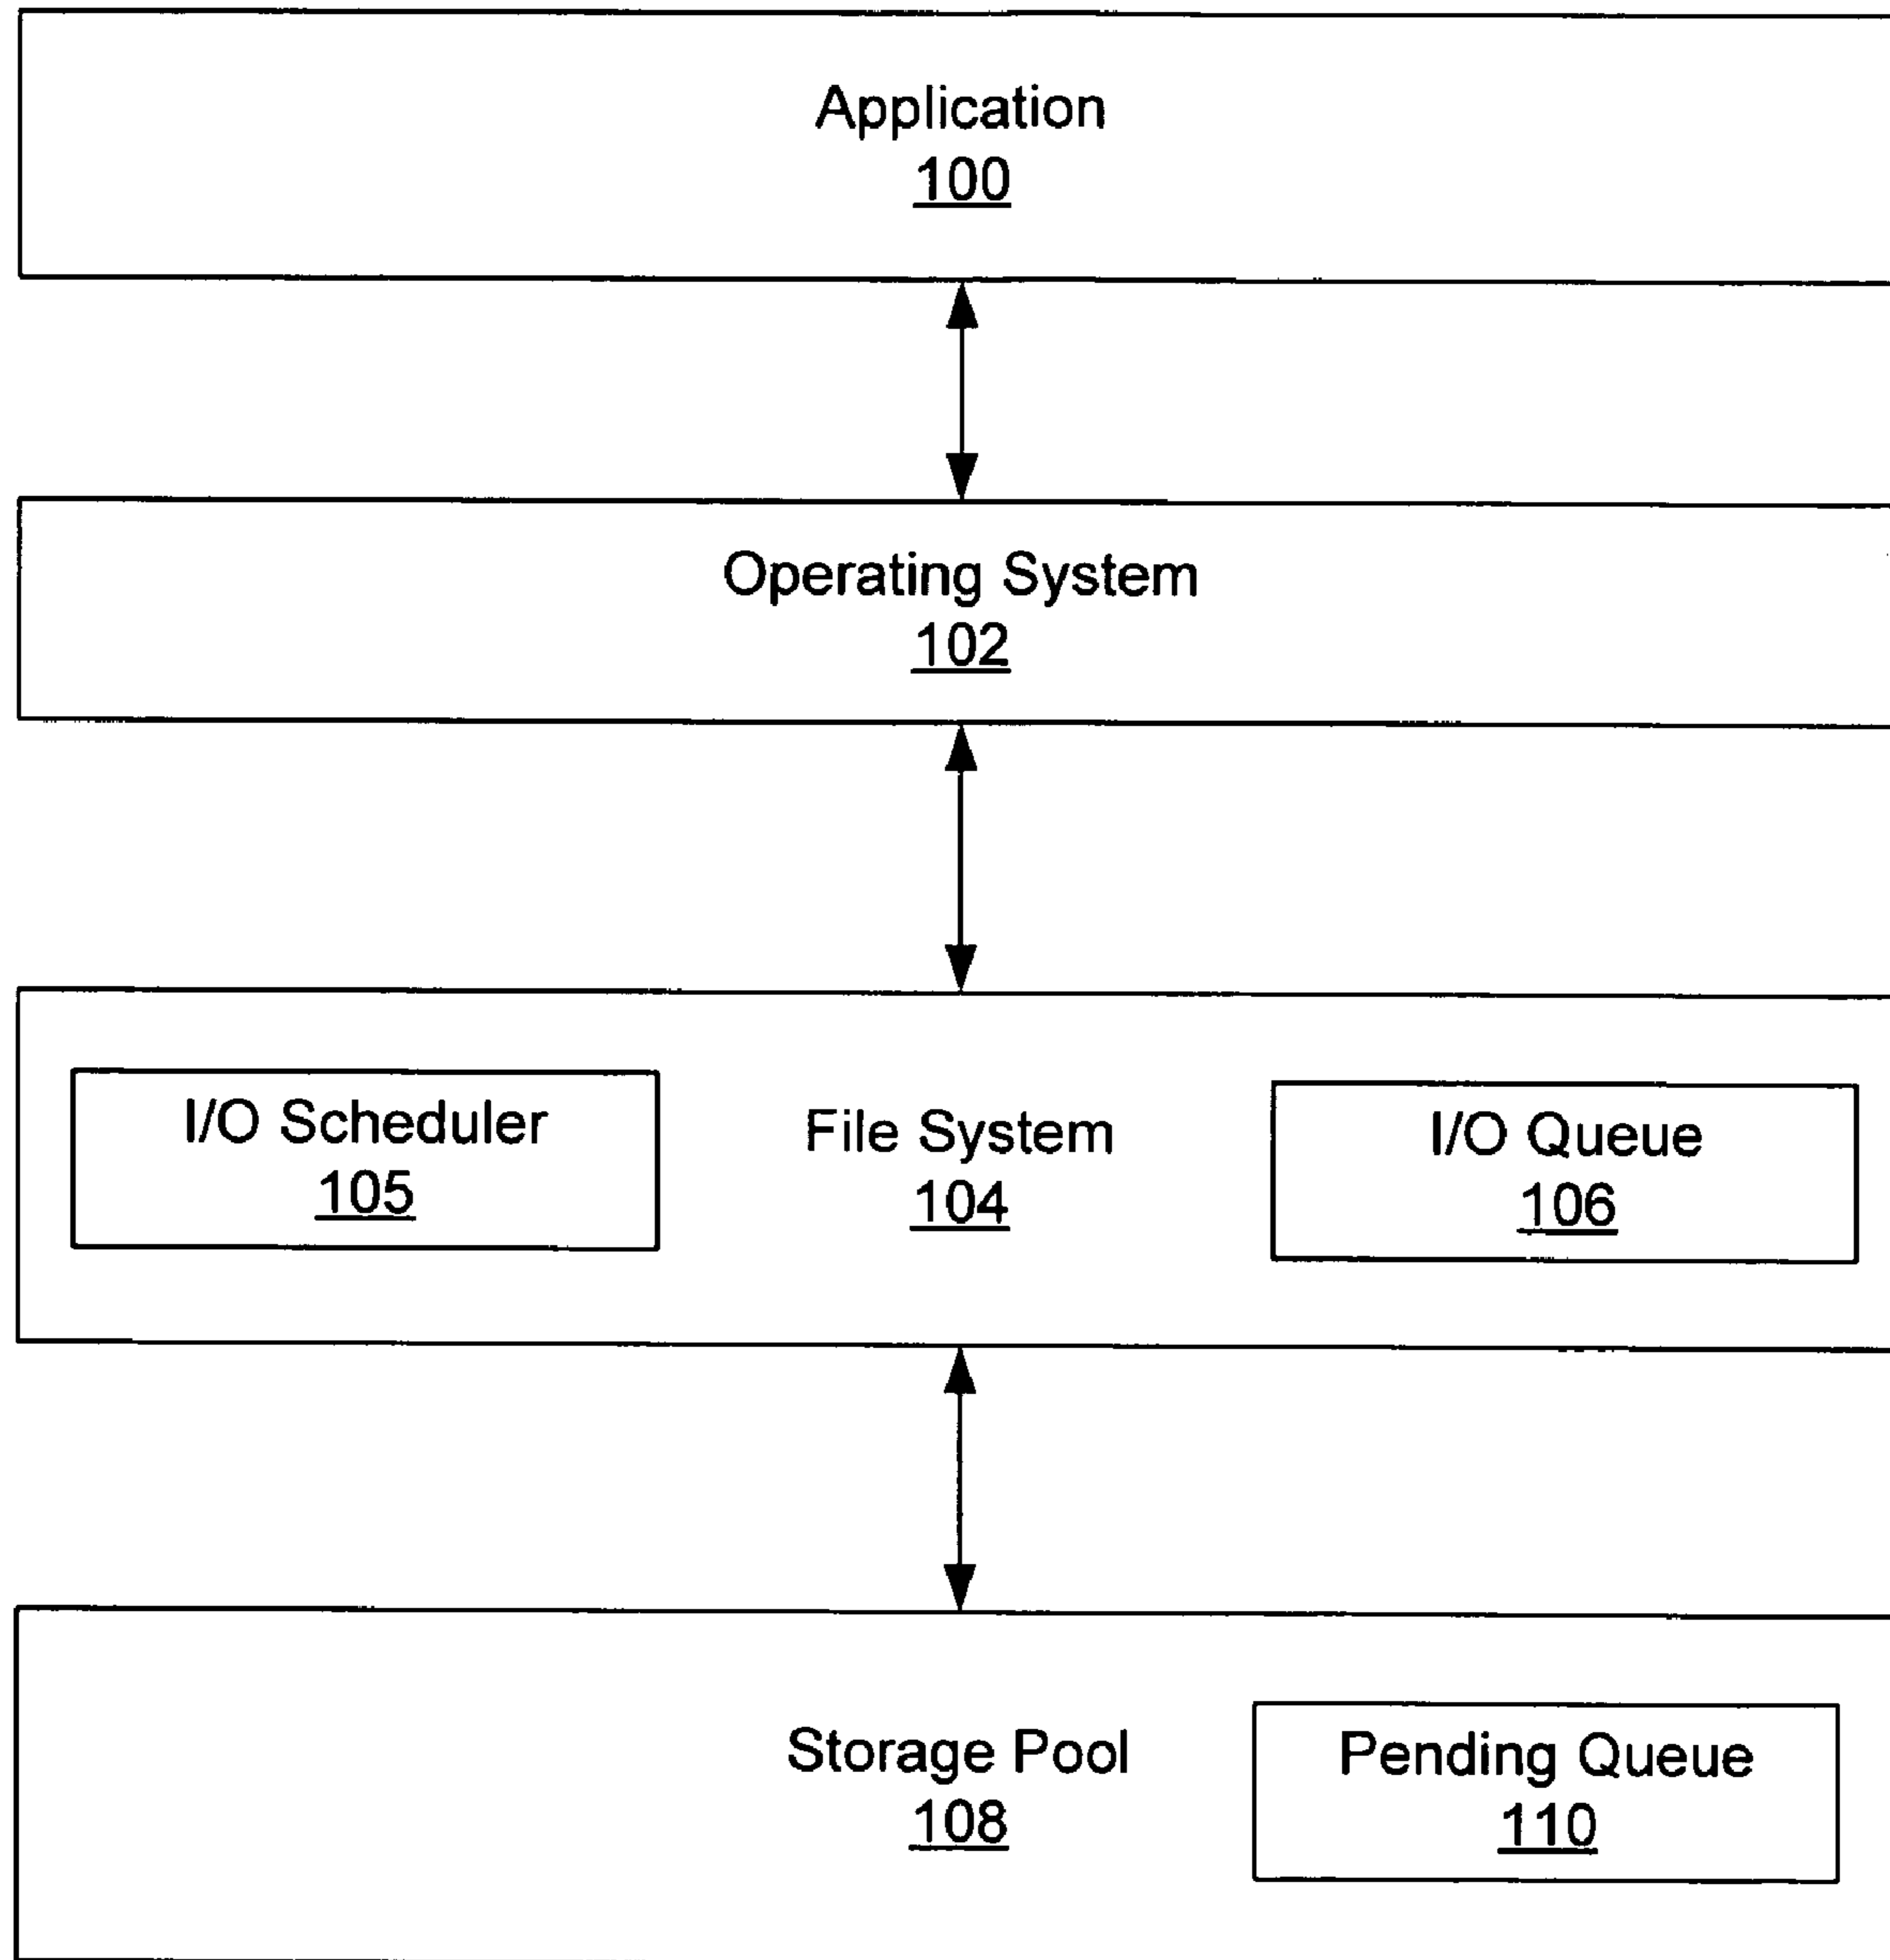 Application
100
Operating System
102
I/O Scheduler
105
File System
104
I/O Queue
106
Storage Pool
108
Pending Queue
110